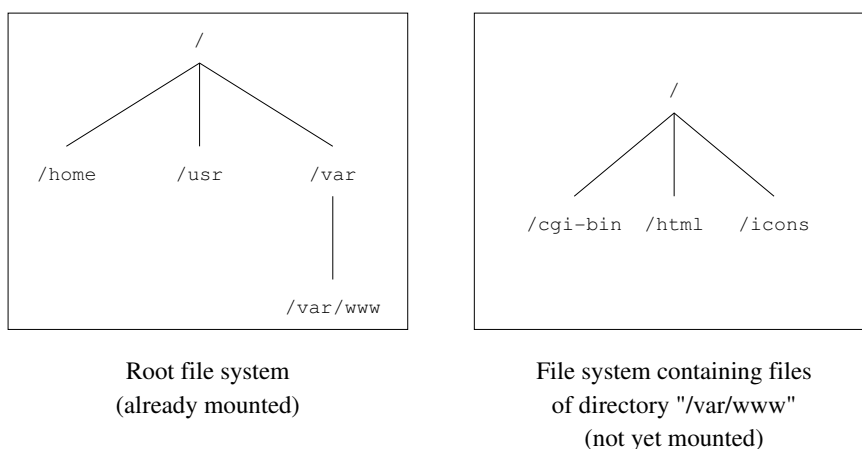 /
/home /usr /var
/var/www
Root file system
(already mounted)
/
/cgi-bin /html /icons
File system containing files
of directory "/var/www"
(not yet mounted)